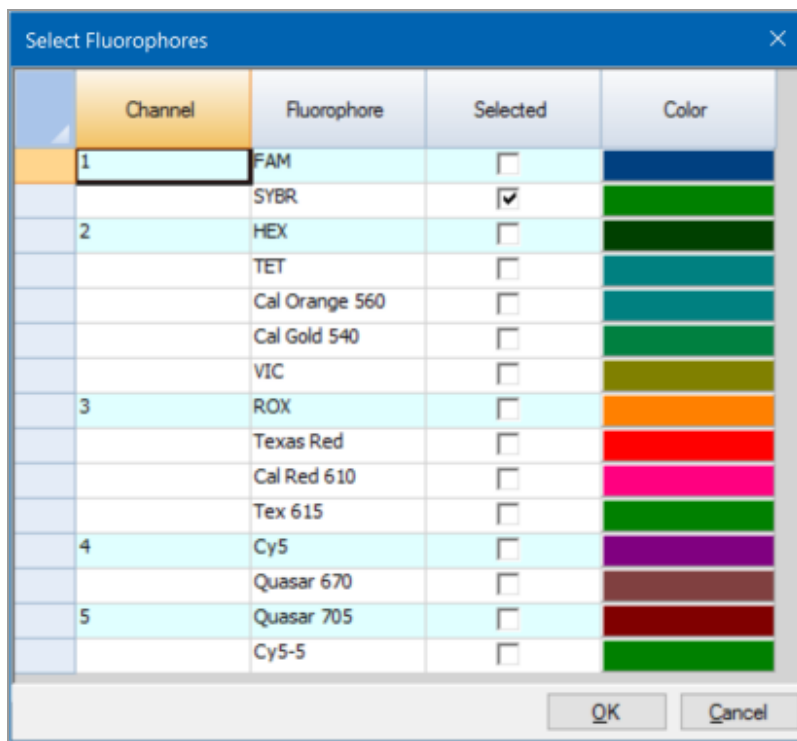 Select Fluorophores
Channel Fluorophore Selected Color
1 FAM
SYBR
2 HEX
TET
Cal Orange 560
Cal Gold 540
VIC
3 ROX
Texas Red
Cal Red 610
Tex 615
4 Cy5
Quasar 670
5 Quasar 705
Cy5-5
OK Cancel